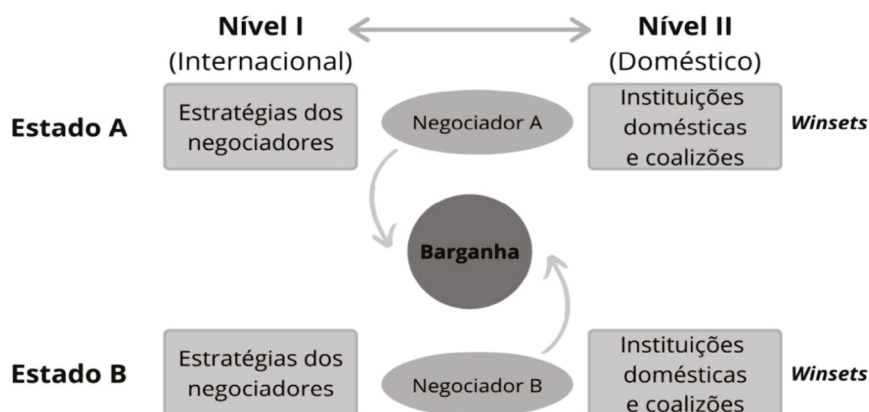 Nível I
Nível II
(Internacional)
(Doméstico)
Estado A
Estratégias dos
negociadores
Negociador A
Instituições
domésticas
e coalizões
Winsets
Barganha
Estado B
Estratégias dos
negociadores
Negociador B
Instituições
domésticas
e coalizões
Winsets